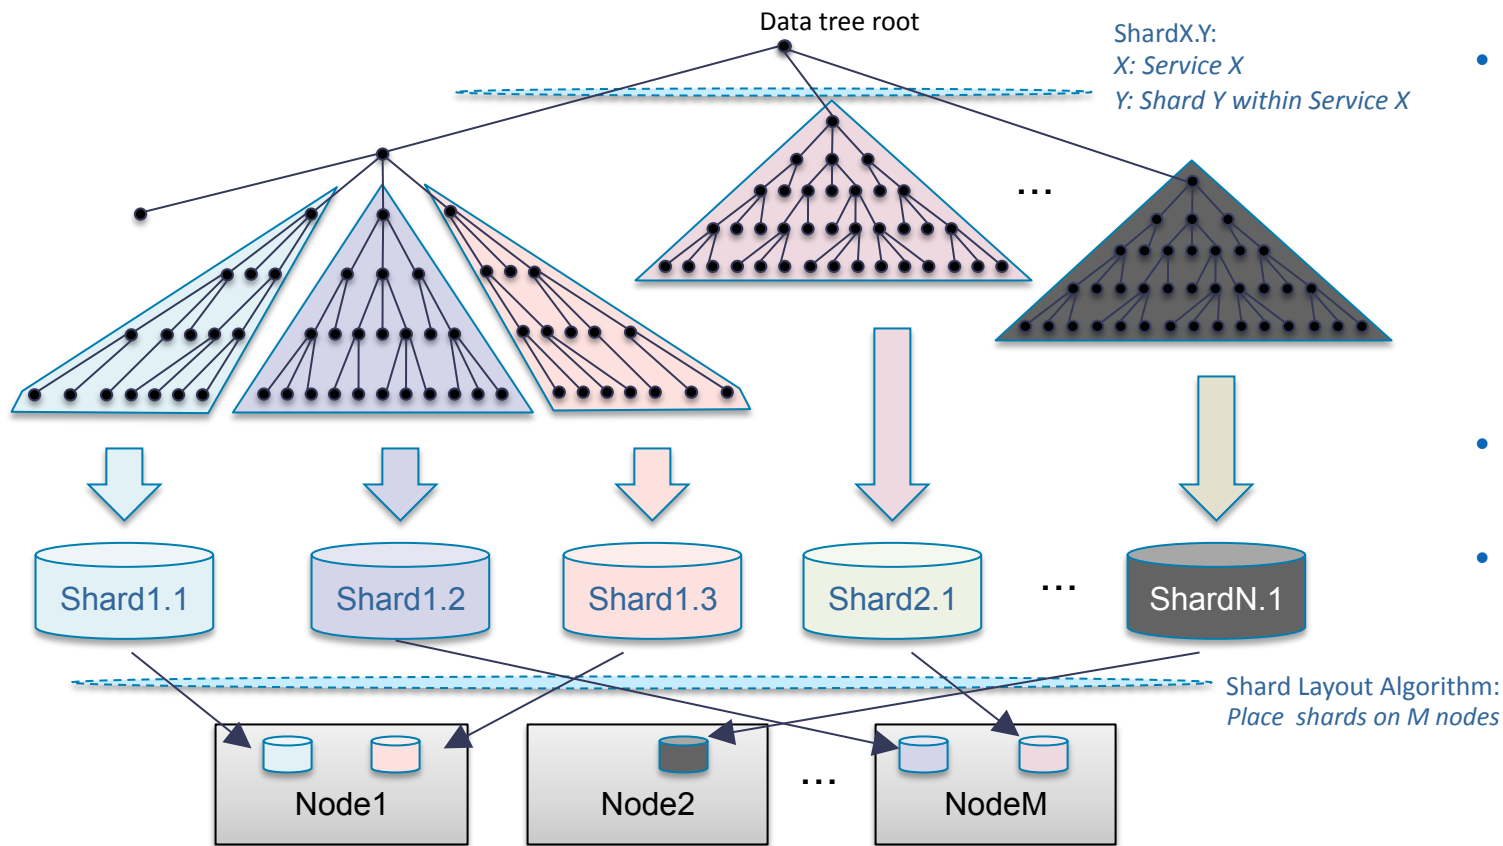 Data tree root
ShardX.Y:
X: Service X
Y: Shard Y within Service X
...
Shard1.1
Shard1.2
Shard1.3
Shard2.1
...
ShardN.1
Shard Layout Algorithm:
Place shards on M nodes
Node1
Node2
...
NodeM